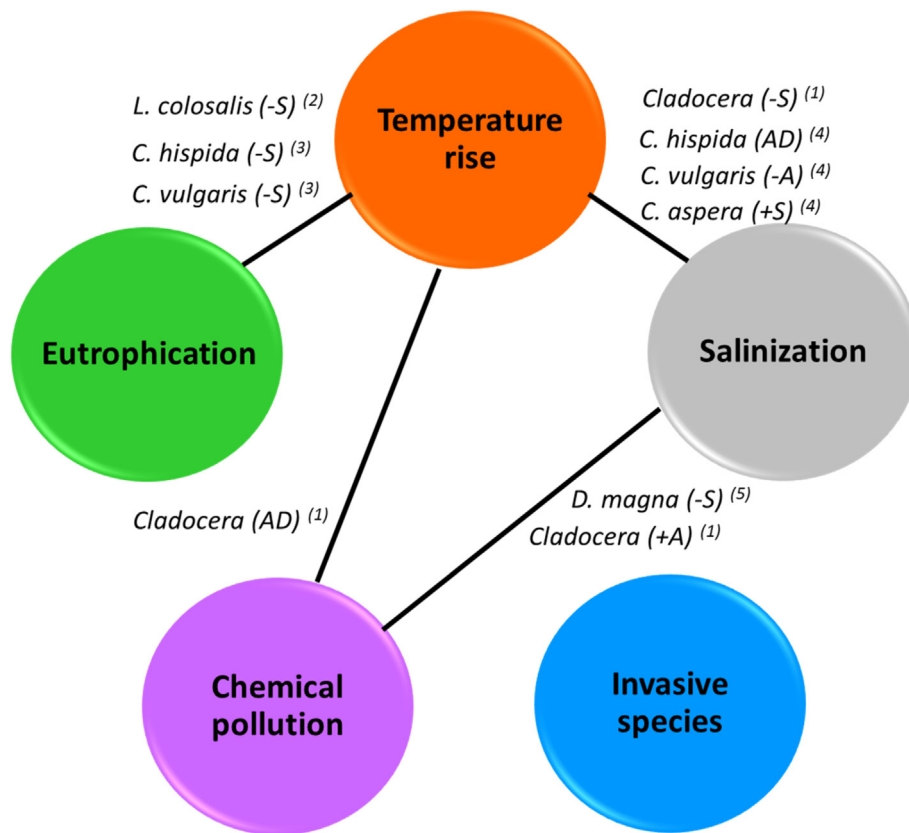 L. colosalis (-S) (2)
C. hispida (-S) (3)
C. vulgaris (-S) (3)
Temperature
rise
Cladocera (-S) (1)
C. hispida (AD) (4)
C. vulgaris (-A) (4)
C. aspera (+S) (4)
Eutrophication
Salinization
Cladocera (AD) (1)
D. magna (-S) (5)
Cladocera (+A) (1)
Chemical
pollution
Invasive
species